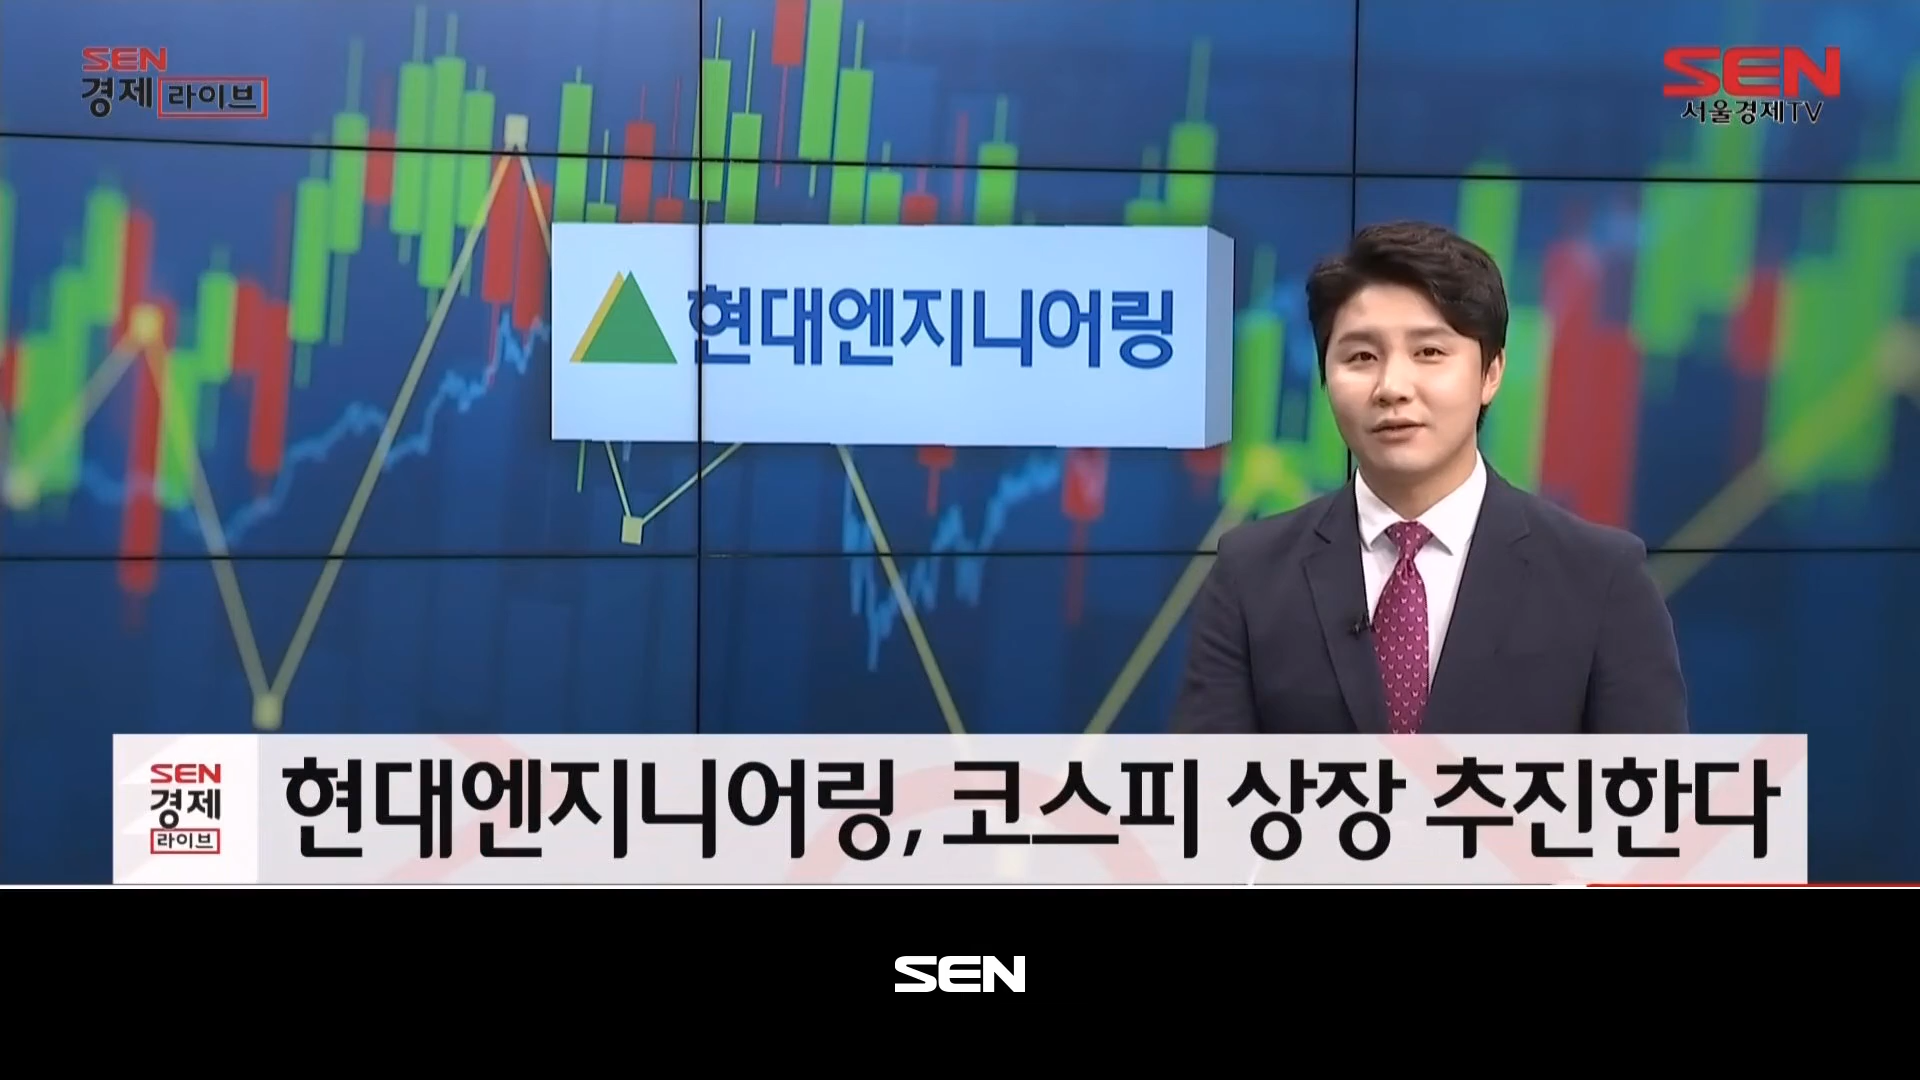 SEN
경제 라이브
SEN
서울경제TV
현대엔지니어링
SEN
경제
라이브
현대엔지니어링, 코스피 상장 추진한다
SEN